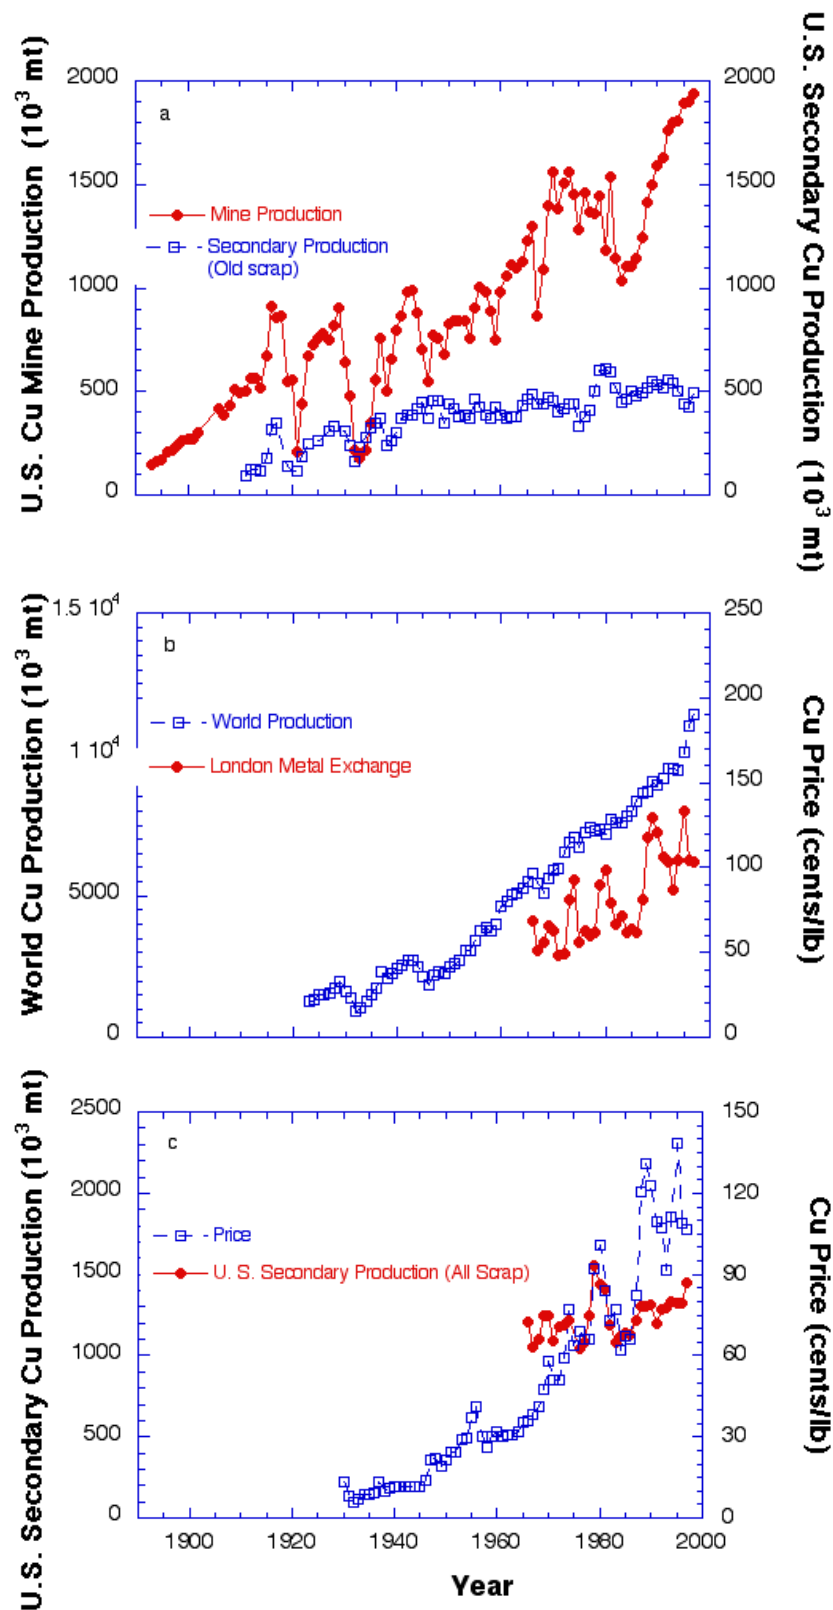 U.S. Cu Mine Production (10³ mt)
U.S. Secondary Cu Production (10³ mt)
2000
1500
1000
500
0
2000
1500
1000
500
0
a
Mine Production
Secondary Production
(Old scrap)
World Cu Production (10³ mt)
Cu Price (cents/lb)
1.5 10⁴
1 10⁴
5000
0
250
200
150
100
50
0
b
World Production
London Metal Exchange
U.S. Secondary Cu Production (10³ mt)
Cu Price (cents/lb)
2500
2000
1500
1000
500
0
150
120
90
60
30
0
c
Price
U. S. Secondary Production (All Scrap)
1900 1920 1940 1960 1980 2000
Year